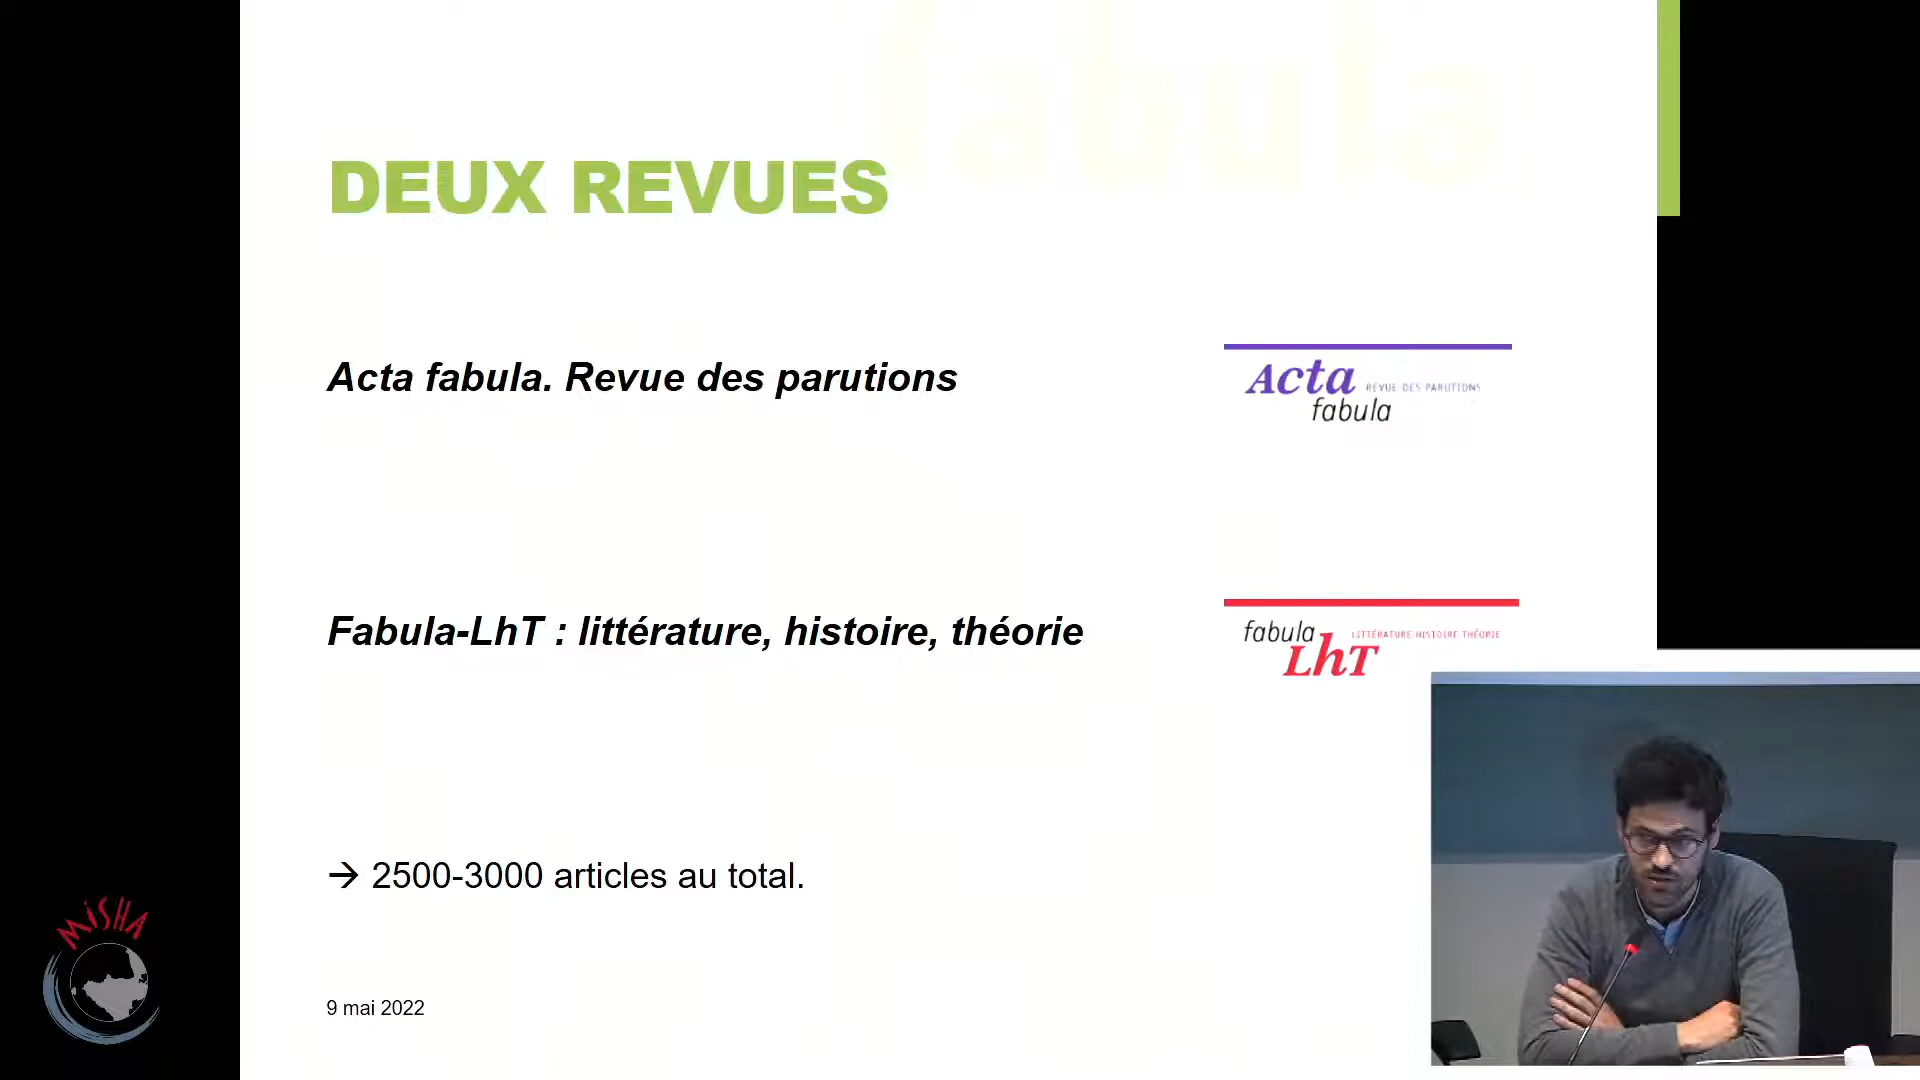 fabula
DEUX REVUES
Acta fabula. Revue des parutions
Acta REVUE DES PARUTIONS
fabula
Fabula-LhT : littérature, histoire, théorie
fabula LITTÉRATURE HISTOIRE THÉORIE
LhT
→ 2500-3000 articles au total.
MiSHA
9 mai 2022